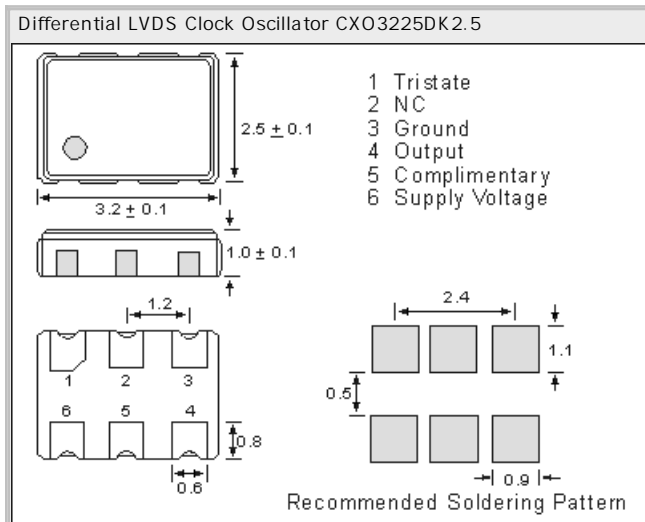 Differential LVDS Clock Oscillator CXO3225DK2.5
1 Tristate
2 NC
3 Ground
4 Output
5 Complimentary
6 Supply Voltage
2.5 ± 0.1
3.2 ± 0.1
1.0 ± 0.1
1.2
1 2 3
6 5 4
0.8
0.6
2.4
1.1
0.5
0.9
Recommended Soldering Pattern